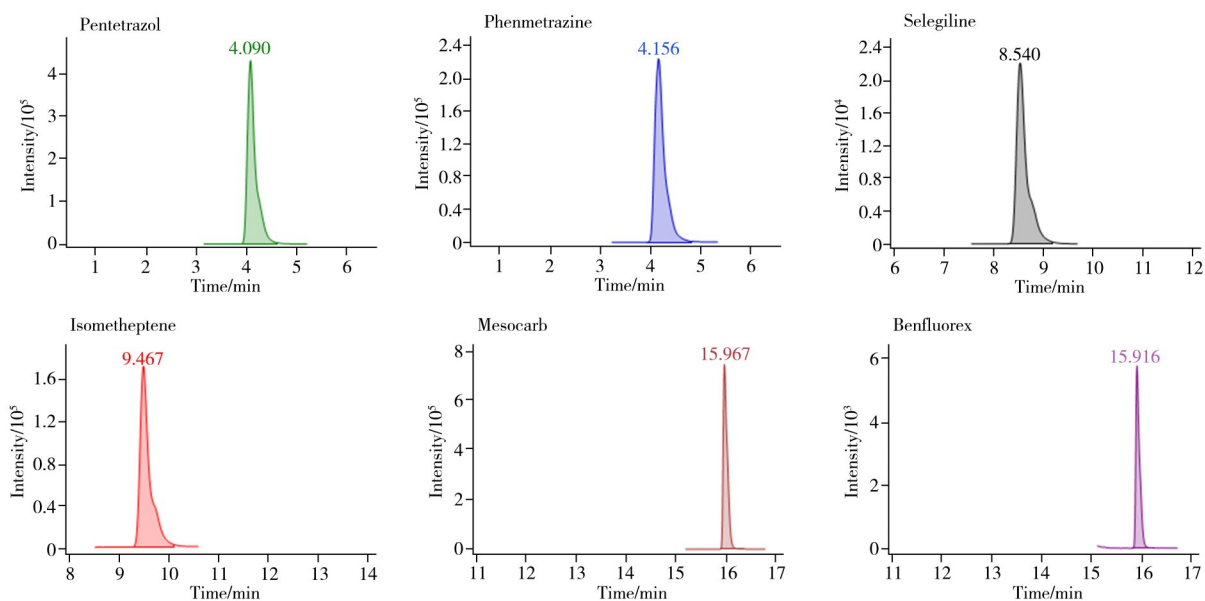 Pentetrazol
4.090
Intensity/10⁵
4
3
2
1
0
1 2 3 4 5 6
Time/min
Phenmetrazine
4.156
Intensity/10⁵
2.4
2.0
1.6
1.2
0.8
0.4
0
1 2 3 4 5 6
Time/min
Selegiline
8.540
Intensity/10⁴
2.4
2.0
1.6
1.2
0.8
0.4
0
6 7 8 9 10 11 12
Time/min
Isometheptene
9.467
Intensity/10⁵
1.6
1.2
0.8
0.4
0
8 9 10 11 12 13 14
Time/min
Mesocarb
15.967
Intensity/10⁵
8
6
4
2
0
11 12 13 14 15 16 17
Time/min
Benfluorex
15.916
Intensity/10³
6
4
2
0
11 12 13 14 15 16 17
Time/min